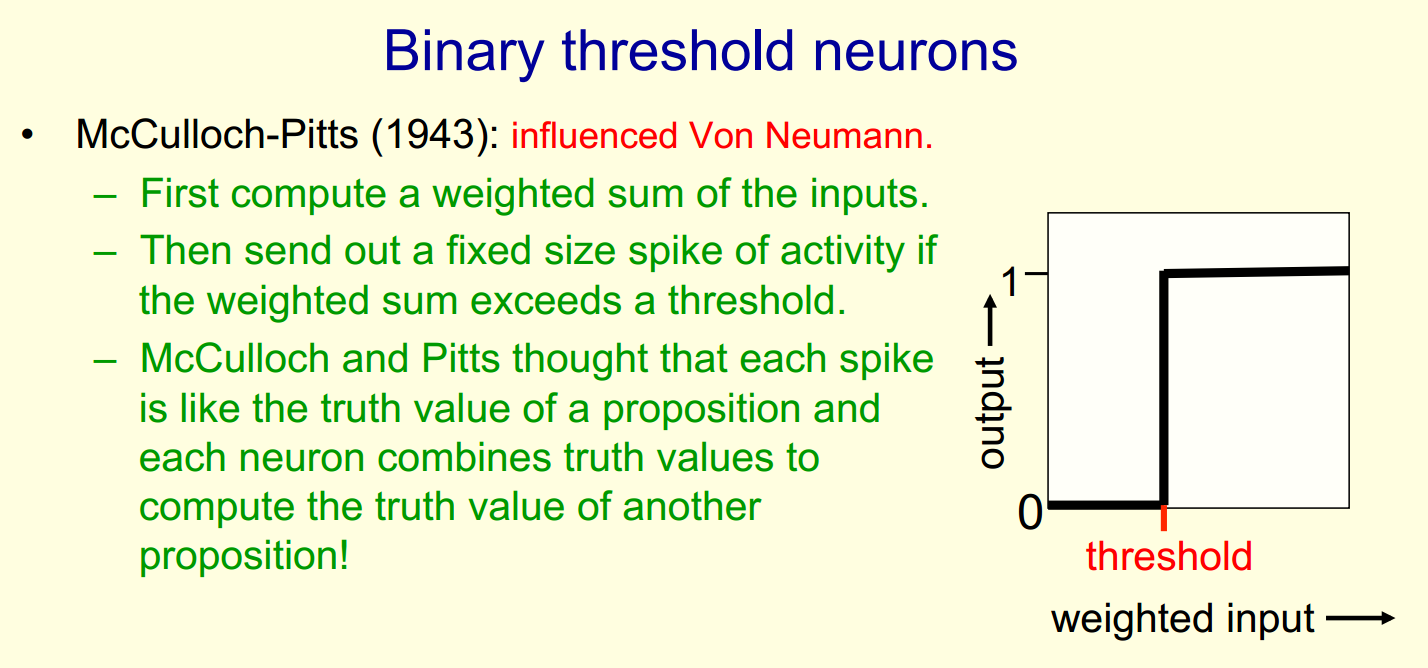 Binary threshold neurons
• McCulloch-Pitts (1943): influenced Von Neumann.
– First compute a weighted sum of the inputs.
– Then send out a fixed size spike of activity if
the weighted sum exceeds a threshold.
– McCulloch and Pitts thought that each spike
is like the truth value of a proposition and
each neuron combines truth values to
compute the truth value of another
proposition!
1
output
0
threshold
weighted input